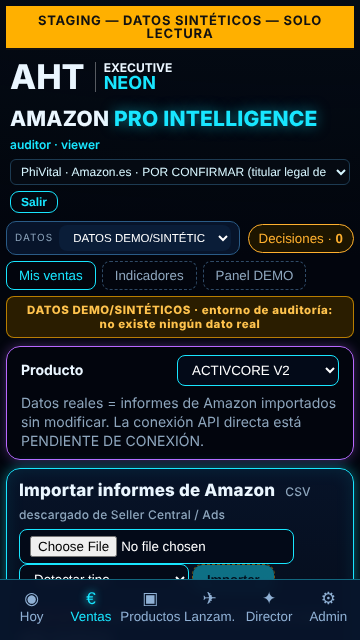 STAGING — DATOS SINTÉTICOS — SOLO
LECTURA
AHT
EXECUTIVE
NEON
AMAZON PRO INTELLIGENCE
auditor · viewer
PhiVital · Amazon.es · POR CONFIRMAR (titular legal de
Salir
DATOS
DATOS DEMO/SINTÉTIC
Decisiones · 0
Mis ventas
Indicadores
Panel DEMO
DATOS DEMO/SINTÉTICOS · entorno de auditoría:
no existe ningún dato real
Producto
ACTIVCORE V2
Datos reales = informes de Amazon importados
sin modificar. La conexión API directa está
PENDIENTE DE CONEXIÓN.
Importar informes de Amazon CSV
descargado de Seller Central / Ads
Choose File No file chosen
Detectar tipo
Importar
Hoy
€
Ventas
Productos
Lanzam.
Director
Admin